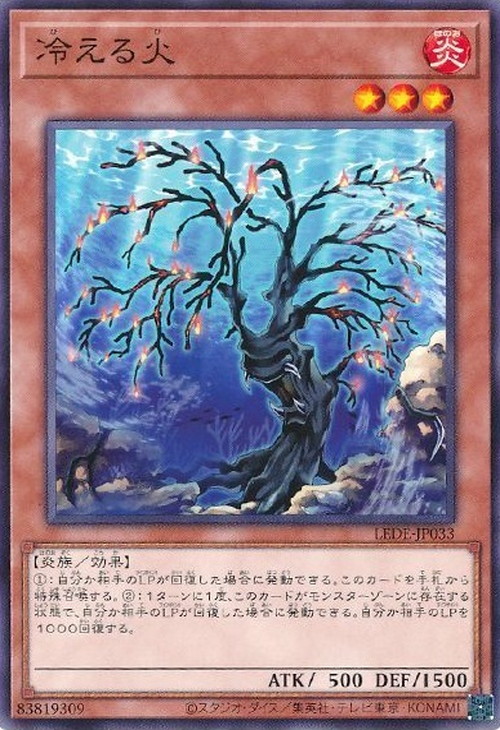 冷える火
炎
LEDE-JP033
【炎族／効果】
①：自分か相手のLPが回復した場合に発動できる。このカードを手札から
特殊召喚する。②：1ターンに1度、このカードがモンスターゾーンに存在する
状態で、自分か相手のLPが回復した場合に発動できる。自分か相手のLPを
1000回復する。
ATK/ 500 DEF/1500
83819309
©スタジオ・ダイス／集英社・テレビ東京・KONAMI